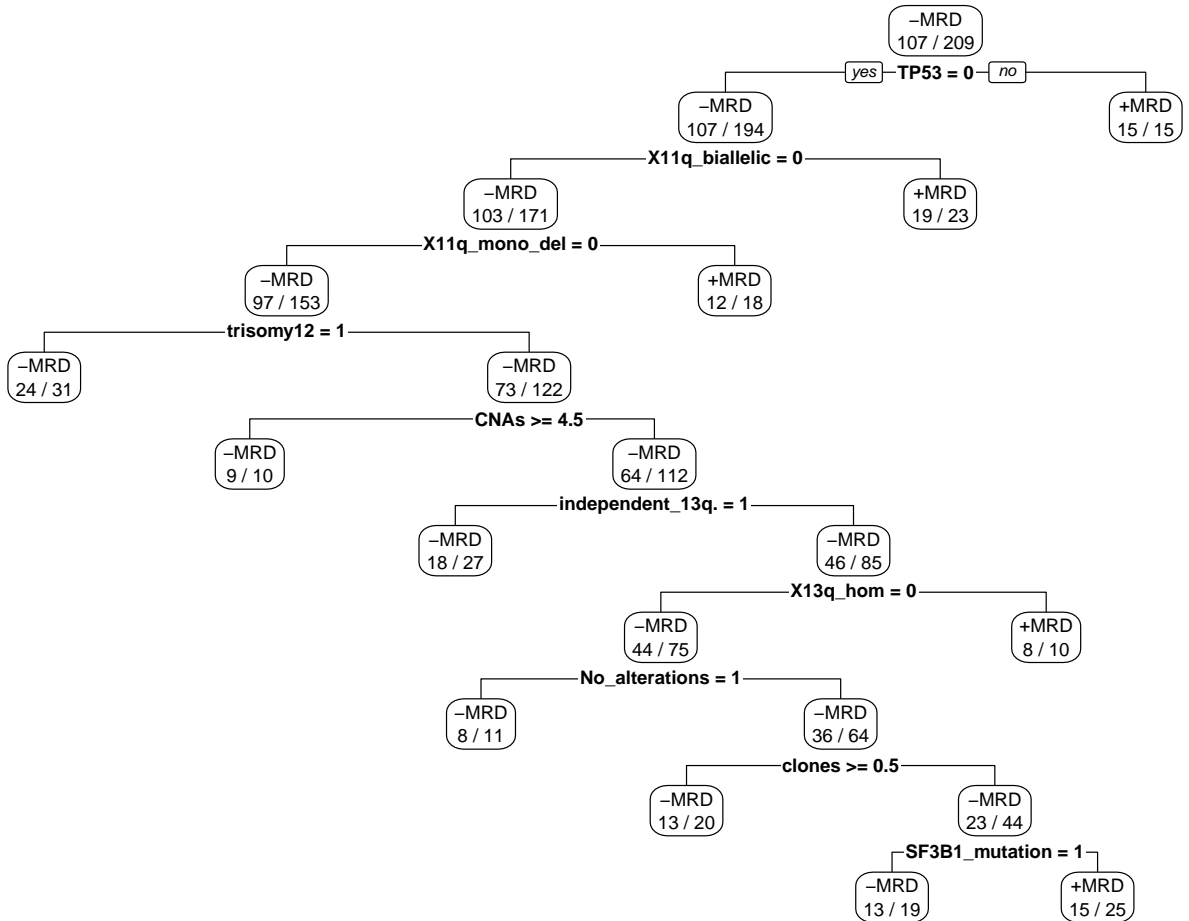 −MRD
107 / 209
yes TP53 = 0 no
−MRD
107 / 194
+MRD
15 / 15
X11q_biallelic = 0
−MRD
103 / 171
+MRD
19 / 23
X11q_mono_del = 0
−MRD
97 / 153
+MRD
12 / 18
trisomy12 = 1
−MRD
24 / 31
−MRD
73 / 122
CNAs >= 4.5
−MRD
9 / 10
−MRD
64 / 112
independent_13q. = 1
−MRD
18 / 27
−MRD
46 / 85
X13q_hom = 0
−MRD
44 / 75
+MRD
8 / 10
No_alterations = 1
−MRD
8 / 11
−MRD
36 / 64
clones >= 0.5
−MRD
13 / 20
−MRD
23 / 44
SF3B1_mutation = 1
−MRD
13 / 19
+MRD
15 / 25